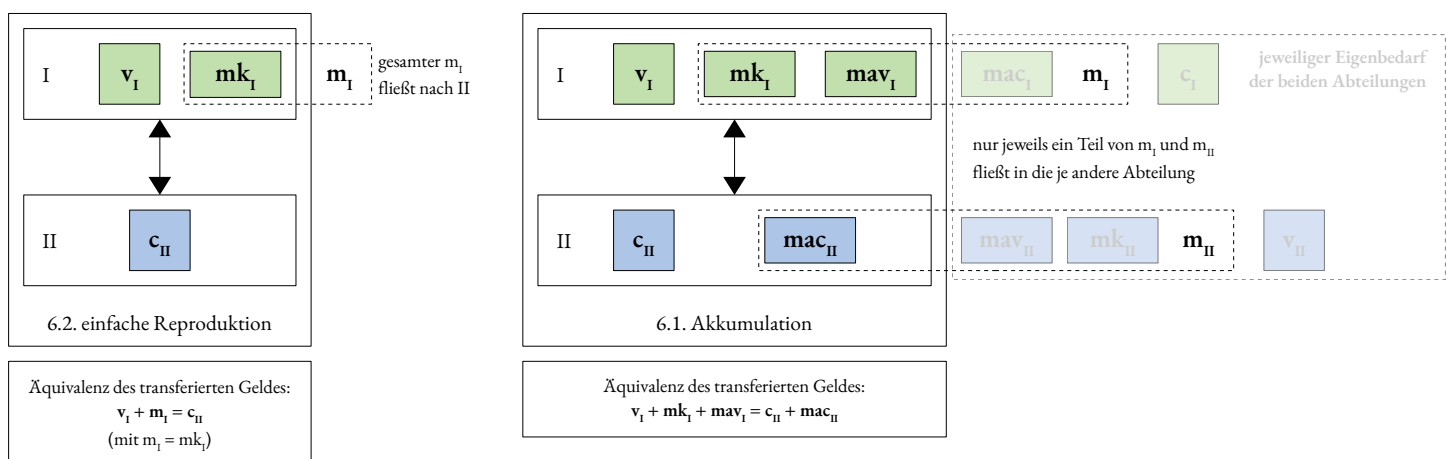 I
v_I
mk_I
m_I
gesamter m_I
fließt nach II
II
c_II
6.2. einfache Reproduktion
Äquivalenz des transferierten Geldes:
v_I + m_I = c_II
(mit m_I = mk_I)
I
v_I
mk_I
mav_I
mac_I
m_I
c_I
jeweiliger Eigenbedarf
der beiden Abteilungen
nur jeweils ein Teil von m_I und m_II
fließt in die je andere Abteilung
II
c_II
mac_II
mav_II
mk_II
m_II
v_II
6.1. Akkumulation
Äquivalenz des transferierten Geldes:
v_I + mk_I + mav_I = c_II + mac_II